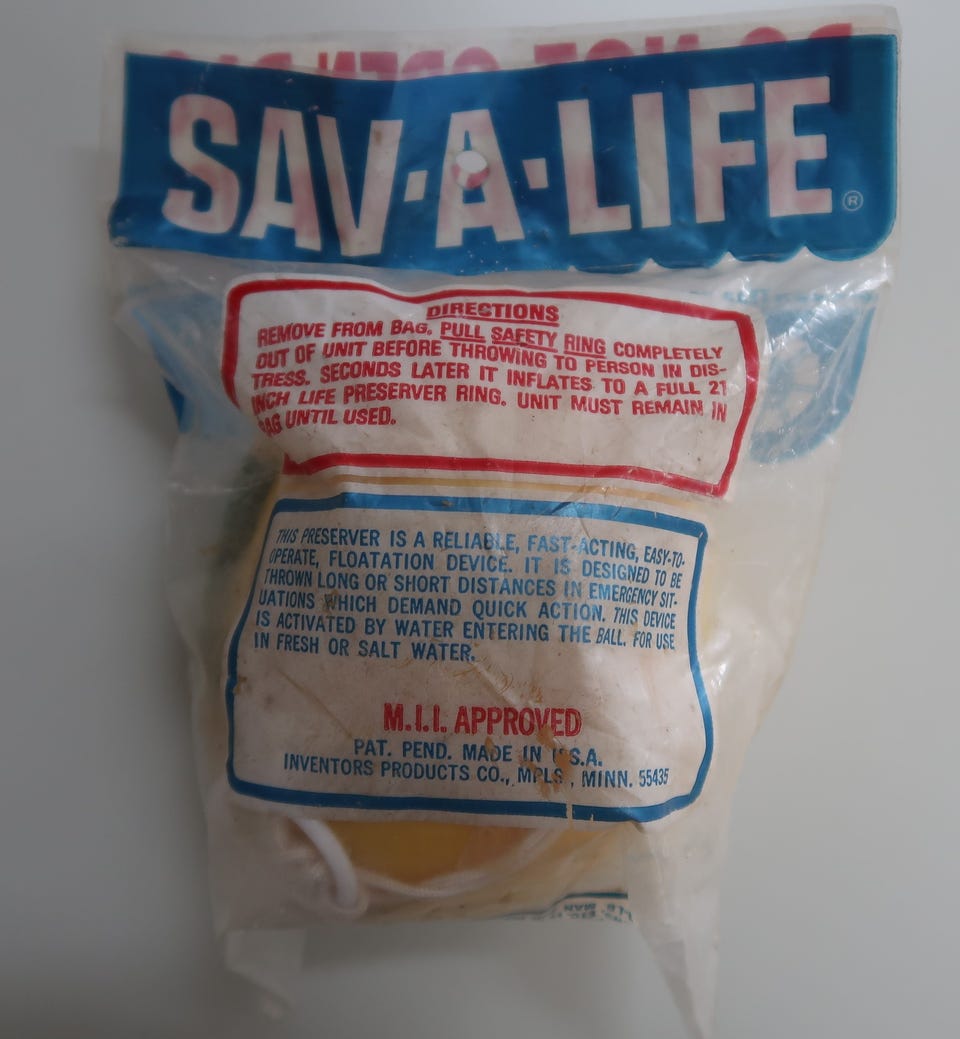 SAV·A·LIFE®
DIRECTIONS
REMOVE FROM BAG. PULL SAFETY RING COMPLETELY
OUT OF UNIT BEFORE THROWING TO PERSON IN DIS-
TRESS. SECONDS LATER IT INFLATES TO A FULL 21
INCH LIFE PRESERVER RING. UNIT MUST REMAIN IN
BAG UNTIL USED.
THIS PRESERVER IS A RELIABLE, FAST-ACTING, EASY-TO-
OPERATE, FLOATATION DEVICE. IT IS DESIGNED TO BE
THROWN LONG OR SHORT DISTANCES IN EMERGENCY SIT-
UATIONS WHICH DEMAND QUICK ACTION. THIS DEVICE
IS ACTIVATED BY WATER ENTERING THE BALL. FOR USE
IN FRESH OR SALT WATER.
M.I.I. APPROVED
PAT. PEND. MADE IN U.S.A.
INVENTORS PRODUCTS CO., MPLS., MINN. 55435